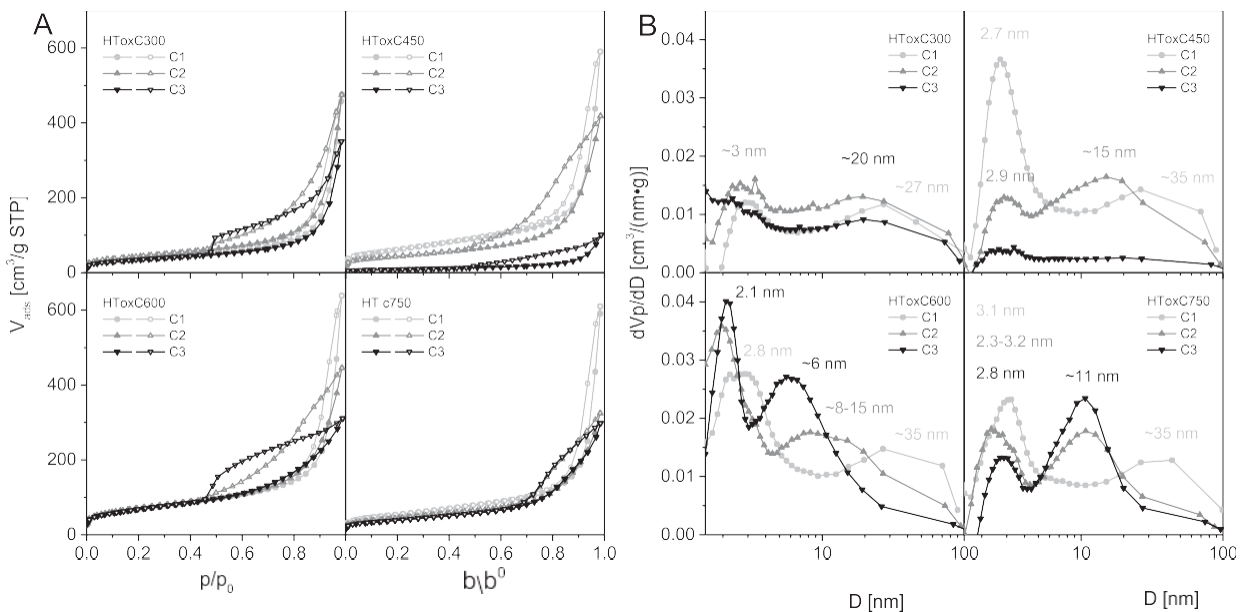 A
600
400
200
0
V_ads [cm³/g STP]
HToxC300
C1
C2
C3
HToxC450
C1
C2
C3
600
400
200
0
HToxC600
C1
C2
C3
HT c750
C1
C2
C3
0.0 0.2 0.4 0.6 0.8
0.0 0.2 0.4 0.6 0.8 1.0
p/p₀
b\b⁰
B
0.04
0.03
0.02
0.01
0.00
dVp/dD [cm³/(nm•g)]
HToxC300
C1
C2
C3
~3 nm
~20 nm
~27 nm
2.7 nm
HToxC450
C1
C2
C3
2.9 nm
~15 nm
~35 nm
0.04
0.03
0.02
0.01
0.00
2.1 nm
HToxC600
C1
C2
C3
2.8 nm
~6 nm
~8-15 nm
~35 nm
3.1 nm
2.3-3.2 nm
2.8 nm
HToxC750
C1
C2
C3
~11 nm
~35 nm
10 100
10 100
D [nm]
D [nm]